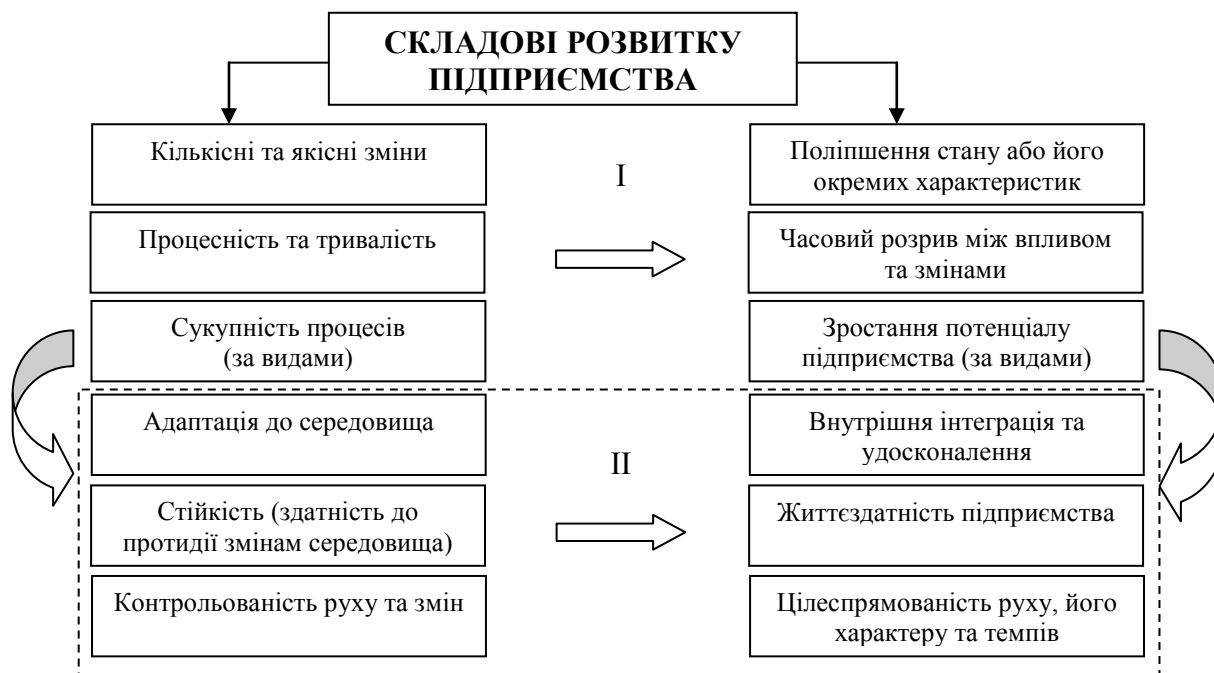 СКЛАДОВІ РОЗВИТКУ
ПІДПРИЄМСТВА
Кількісні та якісні зміни
I
Поліпшення стану або його
окремих характеристик
Процесність та тривалість
Часовий розрив між впливом
та змінами
Сукупність процесів
(за видами)
Зростання потенціалу
підприємства (за видами)
Адаптація до середовища
II
Внутрішня інтеграція та
удосконалення
Стійкість (здатність до
протидії змінам середовища)
Життєздатність підприємства
Контрольованість руху та змін
Цілеспрямованість руху, його
характеру та темпів